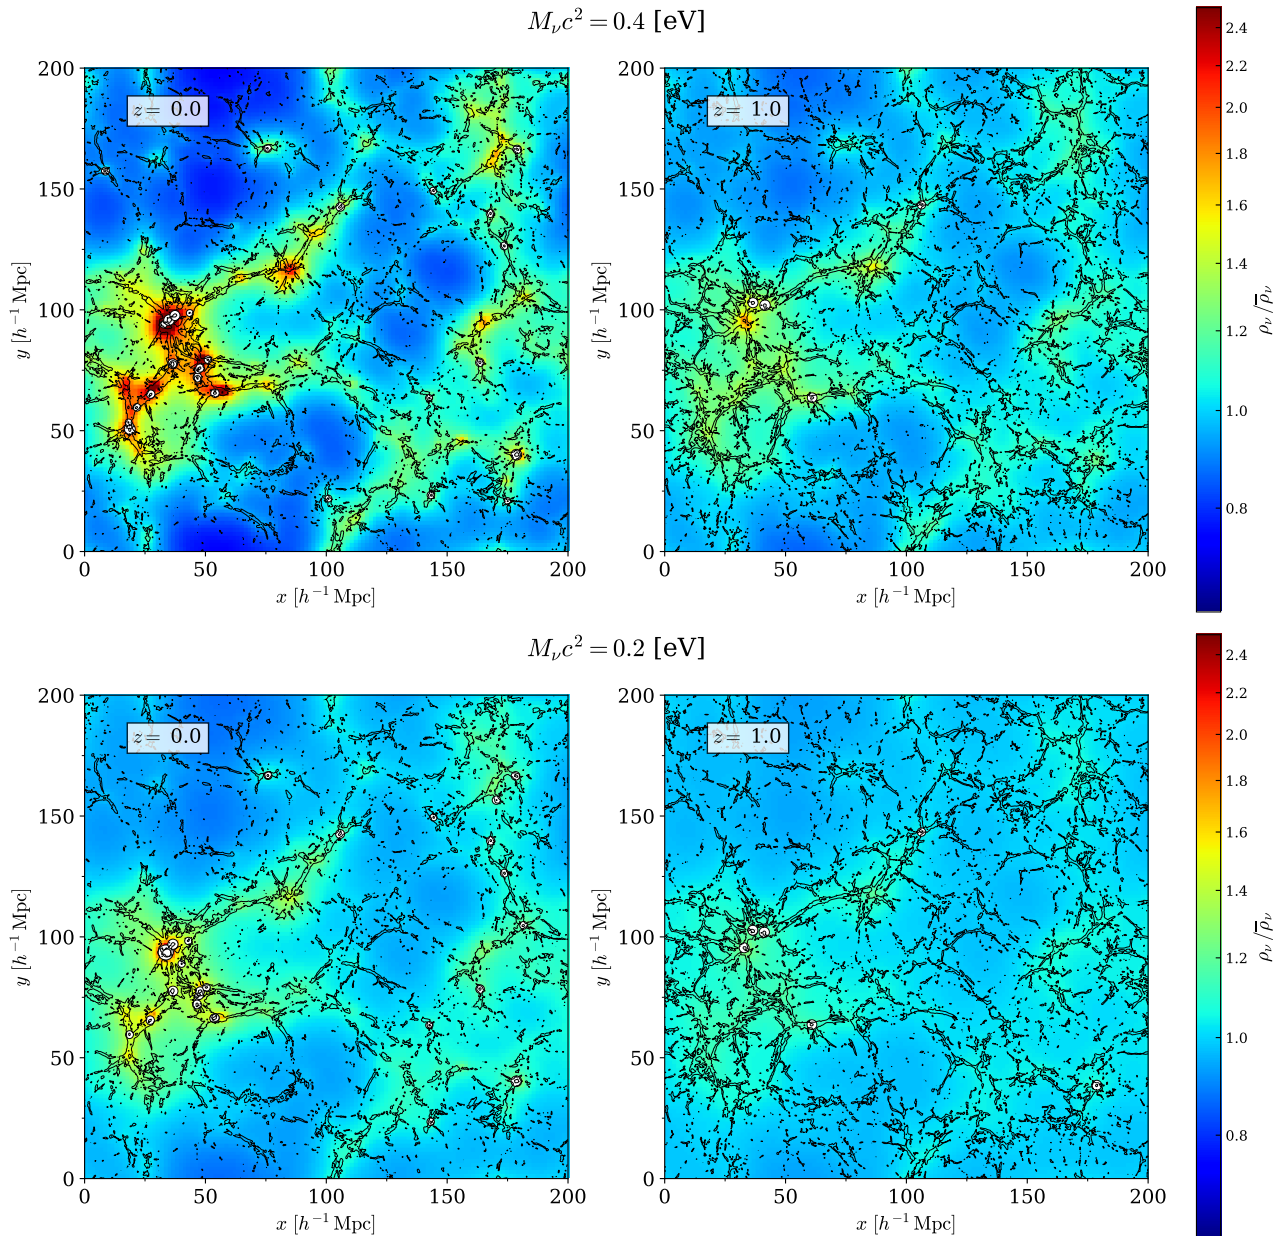 M_ν c² = 0.4 [eV]
z = 0.0
200
150
100
50
0
y [h⁻¹ Mpc]
0 50 100 150 200
x [h⁻¹ Mpc]
z = 1.0
200
150
100
50
0
y [h⁻¹ Mpc]
0 50 100 150 200
x [h⁻¹ Mpc]
2.4
2.2
2.0
1.8
1.6
1.4
1.2
1.0
0.8
ρ_ν/ρ̅_ν
M_ν c² = 0.2 [eV]
z = 0.0
200
150
100
50
0
y [h⁻¹ Mpc]
0 50 100 150 200
x [h⁻¹ Mpc]
z = 1.0
200
150
100
50
0
y [h⁻¹ Mpc]
0 50 100 150 200
x [h⁻¹ Mpc]
2.4
2.2
2.0
1.8
1.6
1.4
1.2
1.0
0.8
ρ_ν/ρ̅_ν